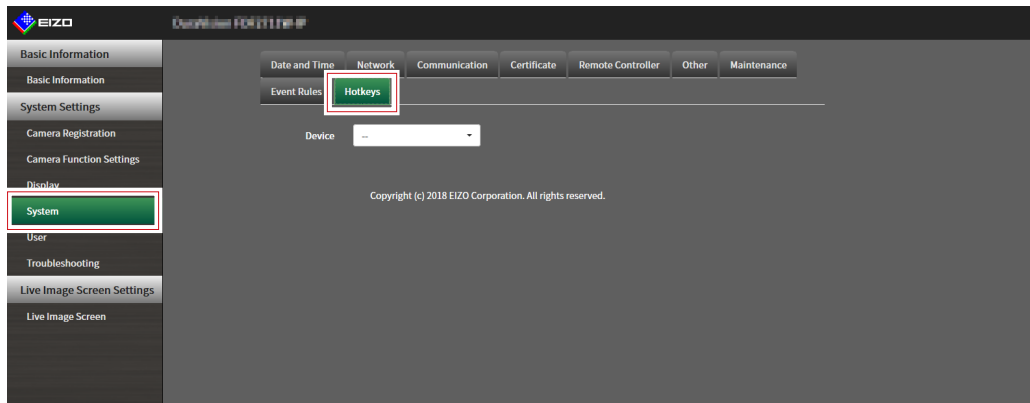 EIZO
Basic Information
Basic Information
System Settings
Camera Registration
Camera Function Settings
Display
System
User
Troubleshooting
Live Image Screen Settings
Live Image Screen
Date and Time Network Communication Certificate Remote Controller Other Maintenance
Event Rules Hotkeys
Device --
Copyright (c) 2018 EIZO Corporation. All rights reserved.